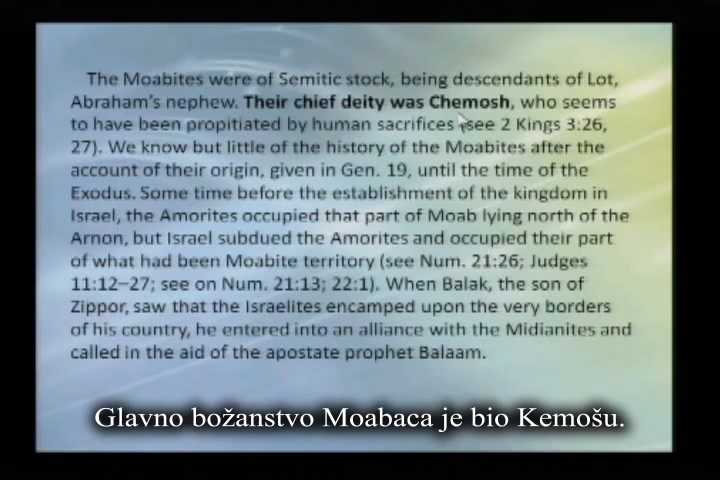 The Moabites were of Semitic stock, being descendants of Lot,
Abraham's nephew. Their chief deity was Chemosh, who seems
to have been propitiated by human sacrifices (see 2 Kings 3:26,
27). We know but little of the history of the Moabites after the
account of their origin, given in Gen. 19, until the time of the
Exodus. Some time before the establishment of the kingdom in
Israel, the Amorites occupied that part of Moab lying north of the
Arnon, but Israel subdued the Amorites and occupied their part
of what had been Moabite territory (see Num. 21:26; Judges
11:12–27; see on Num. 21:13; 22:1). When Balak, the son of
Zippor, saw that the Israelites encamped upon the very borders
of his country, he entered into an alliance with the Midianites and
called in the aid of the apostate prophet Balaam.
Glavno božanstvo Moabaca je bio Kemošu.